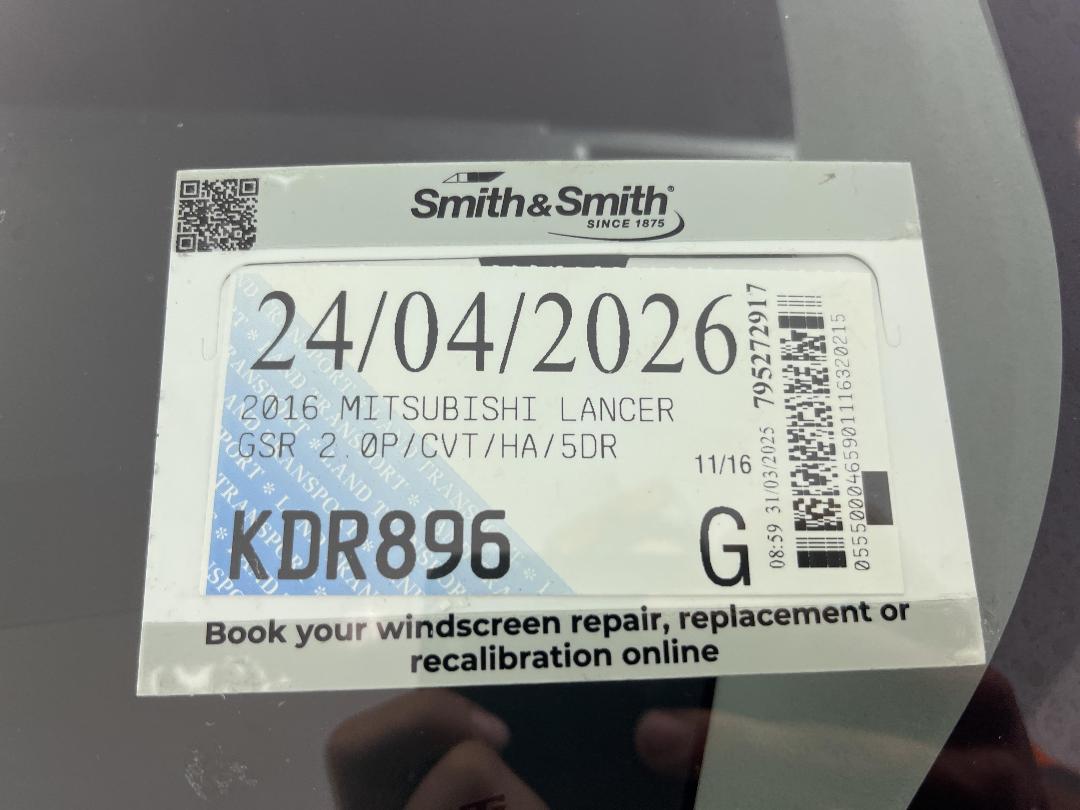 Smith&Smith®
SINCE 1875
24/04/2026
2016 MITSUBISHI LANCER
GSR 2.0P/CVT/HA/5DR
11/16
KDR896
G
08:59 31/03/2025 795272917
0555000465901116320215
Book your windscreen repair, replacement or
recalibration online